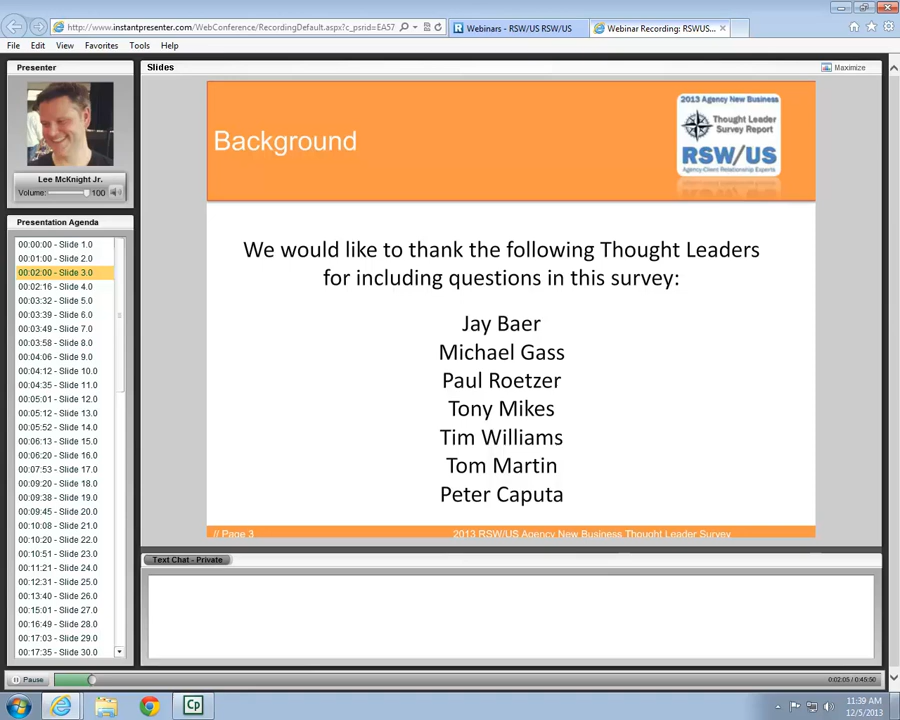 http://www.instantpresenter.com/WebConference/RecordingDefault.aspx?c_psrid=EA57
Webinars - RSW/US RSW/US
Webinar Recording: RSWUS...
File Edit View Favorites Tools Help
Presenter
Lee McKnight Jr.
Volume: 100
Presentation Agenda
00:00:00 - Slide 1.0
00:01:00 - Slide 2.0
00:02:00 - Slide 3.0
00:02:16 - Slide 4.0
00:03:32 - Slide 5.0
00:03:39 - Slide 6.0
00:03:49 - Slide 7.0
00:03:58 - Slide 8.0
00:04:06 - Slide 9.0
00:04:12 - Slide 10.0
00:04:35 - Slide 11.0
00:05:01 - Slide 12.0
00:05:12 - Slide 13.0
00:05:52 - Slide 14.0
00:06:13 - Slide 15.0
00:06:20 - Slide 16.0
00:07:53 - Slide 17.0
00:09:20 - Slide 18.0
00:09:38 - Slide 19.0
00:09:45 - Slide 20.0
00:10:08 - Slide 21.0
00:10:20 - Slide 22.0
00:10:51 - Slide 23.0
00:11:21 - Slide 24.0
00:12:31 - Slide 25.0
00:13:40 - Slide 26.0
00:15:01 - Slide 27.0
00:16:49 - Slide 28.0
00:17:03 - Slide 29.0
00:17:35 - Slide 30.0
Slides
Maximize
Background
2013 Agency New Business
Thought Leader
Survey Report
RSW/US
Agency-Client Relationship Experts
We would like to thank the following Thought Leaders
for including questions in this survey:
Jay Baer
Michael Gass
Paul Roetzer
Tony Mikes
Tim Williams
Tom Martin
Peter Caputa
// Page 3
2013 RSW/US Agency New Business Thought Leader Survey
Text Chat - Private
Pause
0:02:05 / 0:45:50
Cp
11:39 AM
12/5/2013